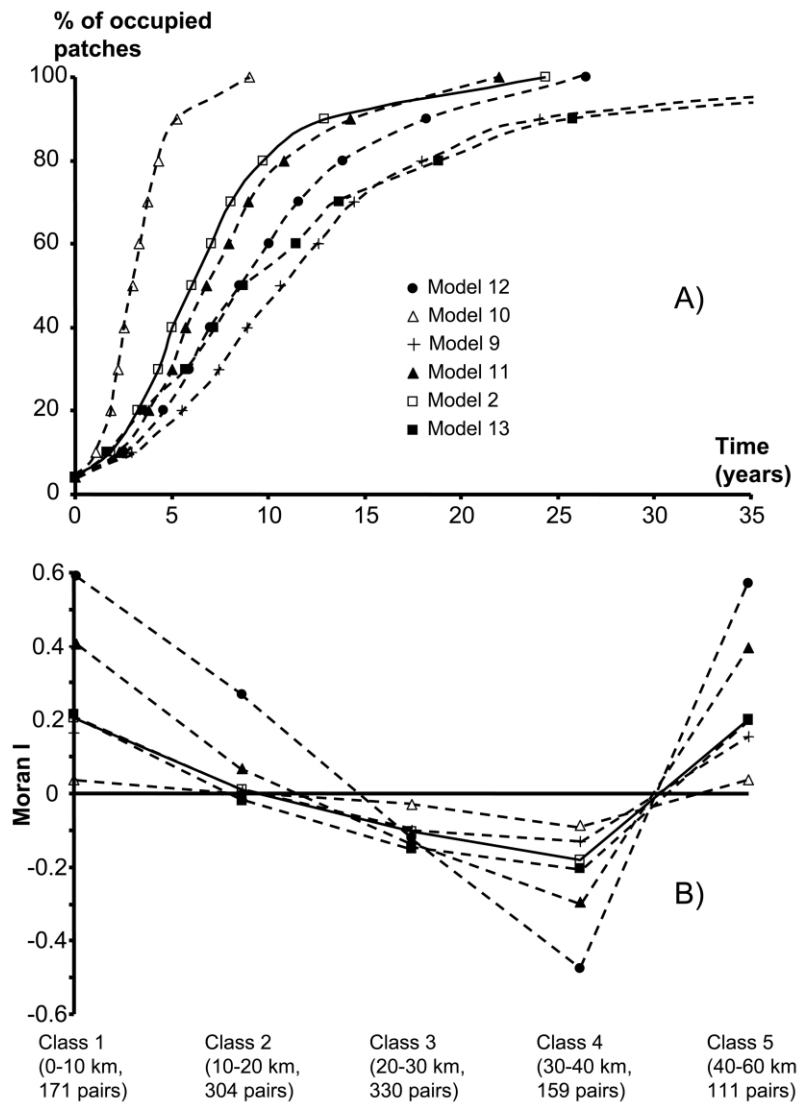 % of occupied
patches
100
80
60
40
20
0
0
5
10
15
20
25
30
35
Time
(years)
Model 12
Model 10
Model 9
Model 11
Model 2
Model 13
A)
Moran I
0.6
0.4
0.2
0
-0.2
-0.4
-0.6
B)
Class 1
(0-10 km,
171 pairs)
Class 2
(10-20 km,
304 pairs)
Class 3
(20-30 km,
330 pairs)
Class 4
(30-40 km,
159 pairs)
Class 5
(40-60 km
111 pairs)